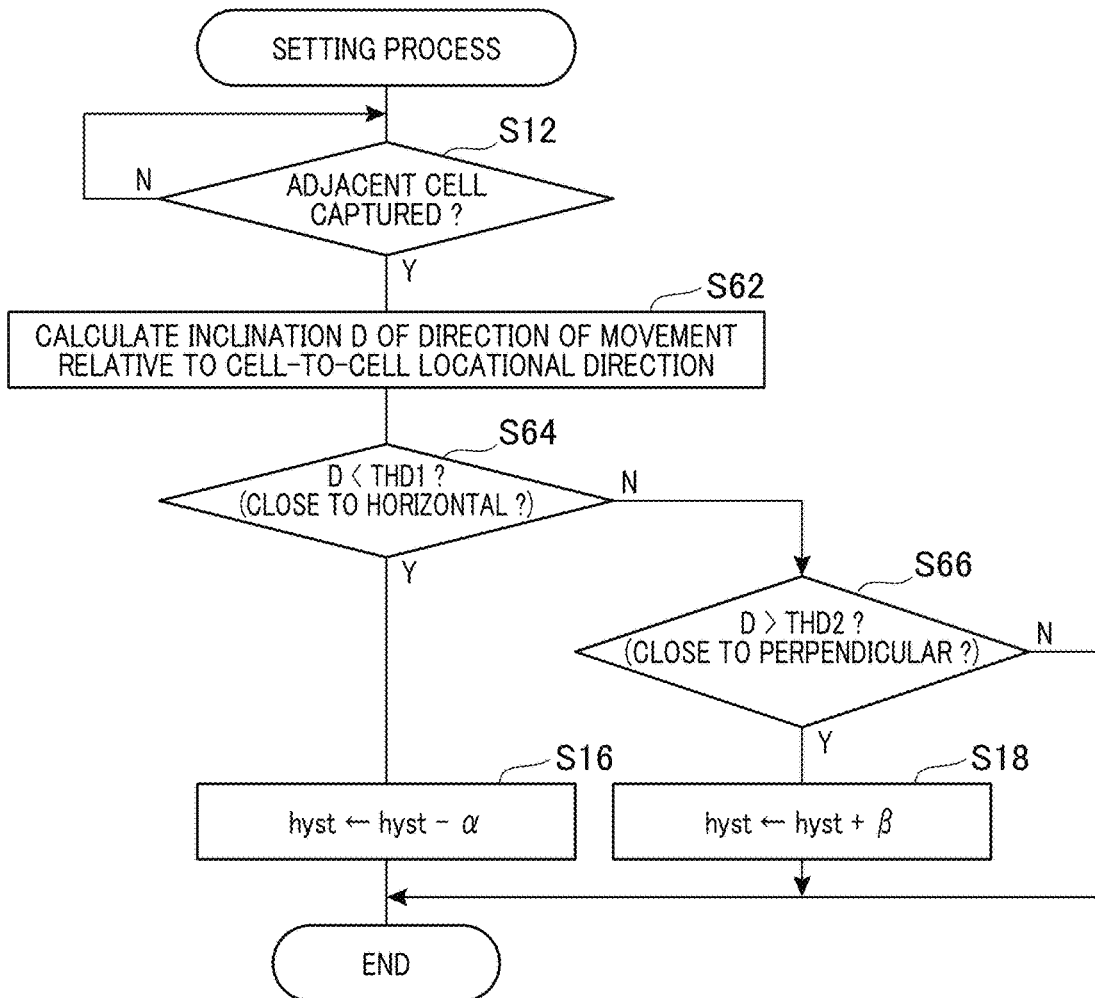 SETTING PROCESS
S12
N
ADJACENT CELL
CAPTURED ?
Y
S62
CALCULATE INCLINATION D OF DIRECTION OF MOVEMENT
RELATIVE TO CELL-TO-CELL LOCATIONAL DIRECTION
S64
D < THD1 ?
(CLOSE TO HORIZONTAL ?)
N
Y
S66
D > THD2 ?
(CLOSE TO PERPENDICULAR ?)
N
Y
S16
hyst ← hyst - α
S18
hyst ← hyst + β
END